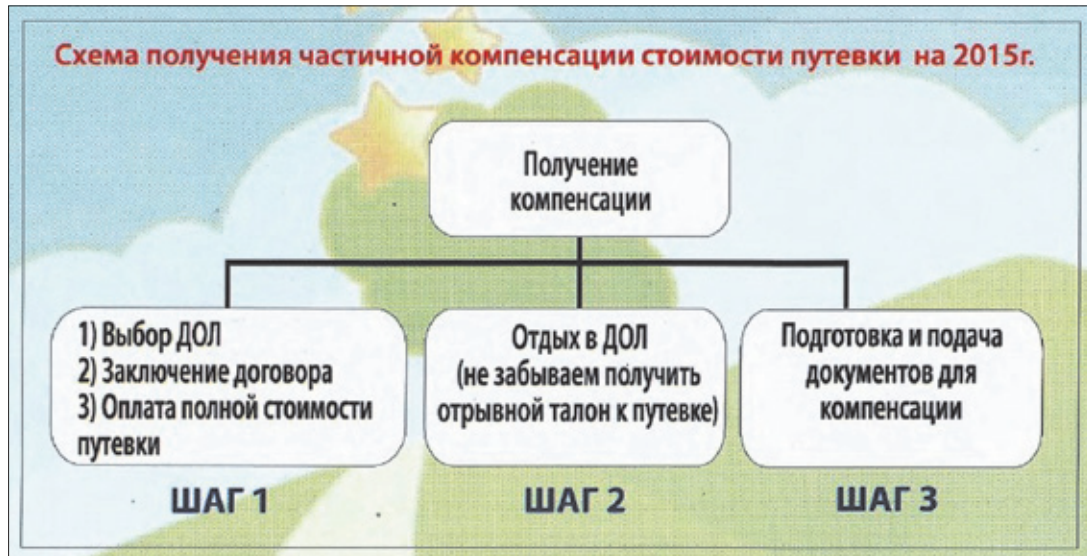 Схема получения частичной компенсации стоимости путевки на 2015г.
Получение
компенсации
1) Выбор ДОЛ
2) Заключение договора
3) Оплата полной стоимости
путевки
Отдых в ДОЛ
(не забываем получить
отрывной талон к путевке)
Подготовка и подача
документов для
компенсации
ШАГ 1
ШАГ 2
ШАГ 3